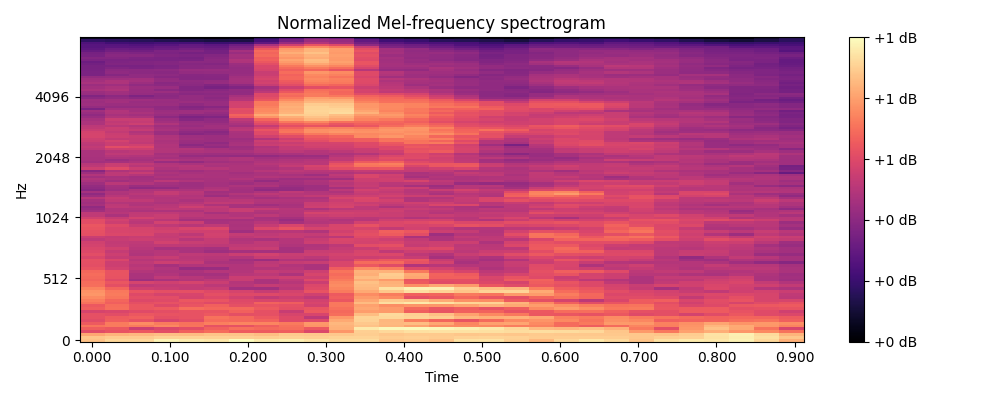 Normalized Mel-frequency spectrogram
Hz
4096
2048
1024
512
0
0.000 0.100 0.200 0.300 0.400 0.500 0.600 0.700 0.800 0.900
Time
+1 dB
+1 dB
+1 dB
+0 dB
+0 dB
+0 dB